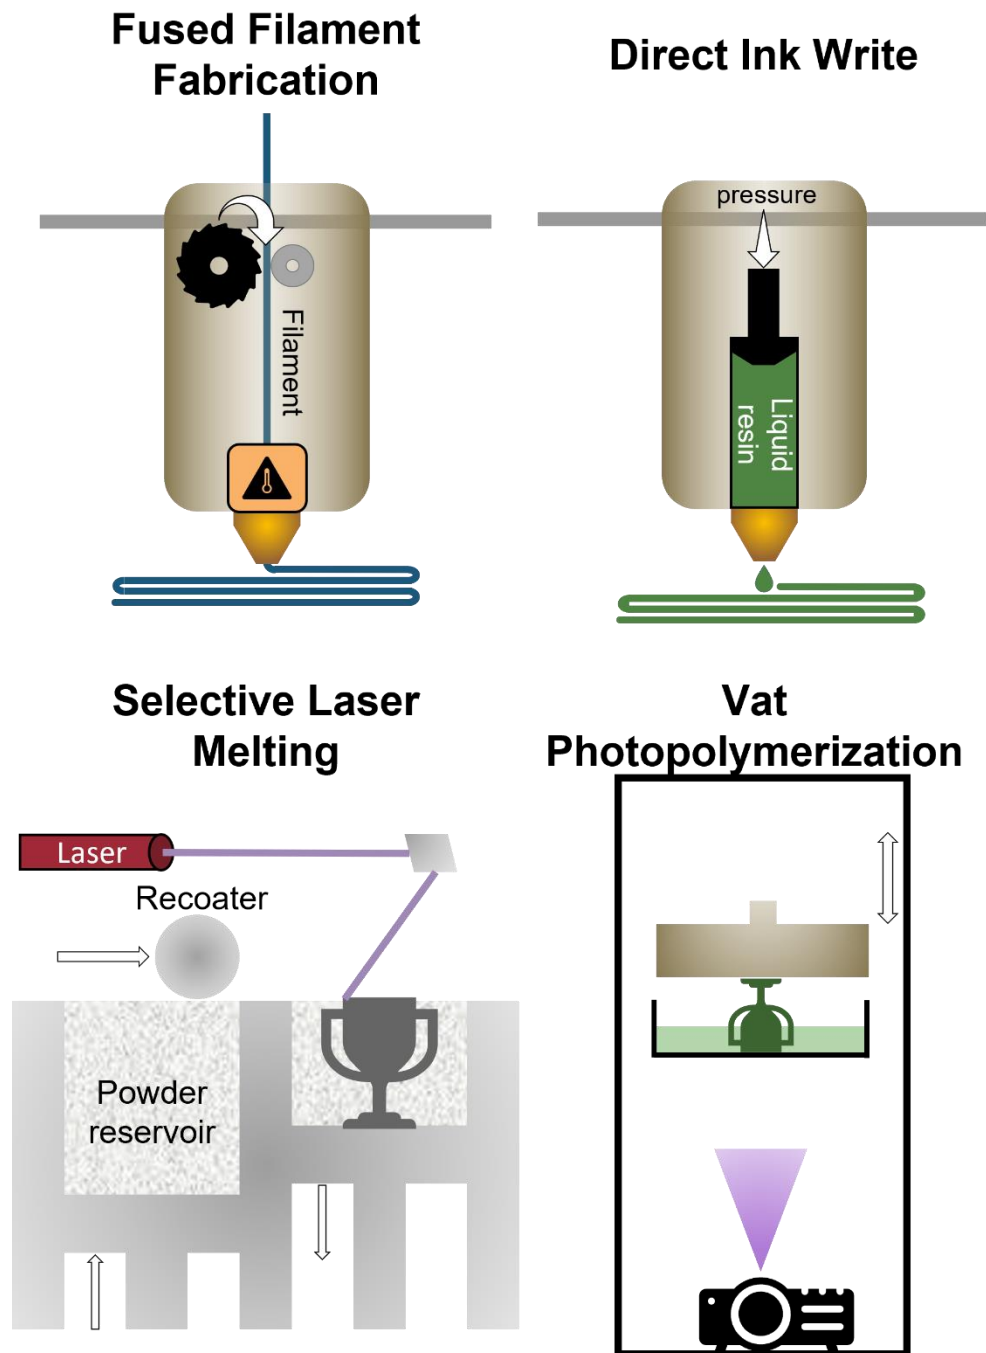 Fused Filament
Fabrication
Direct Ink Write
pressure
Filament
Liquid
resin
Selective Laser
Melting
Vat
Photopolymerization
Laser
Recoater
Powder
reservoir